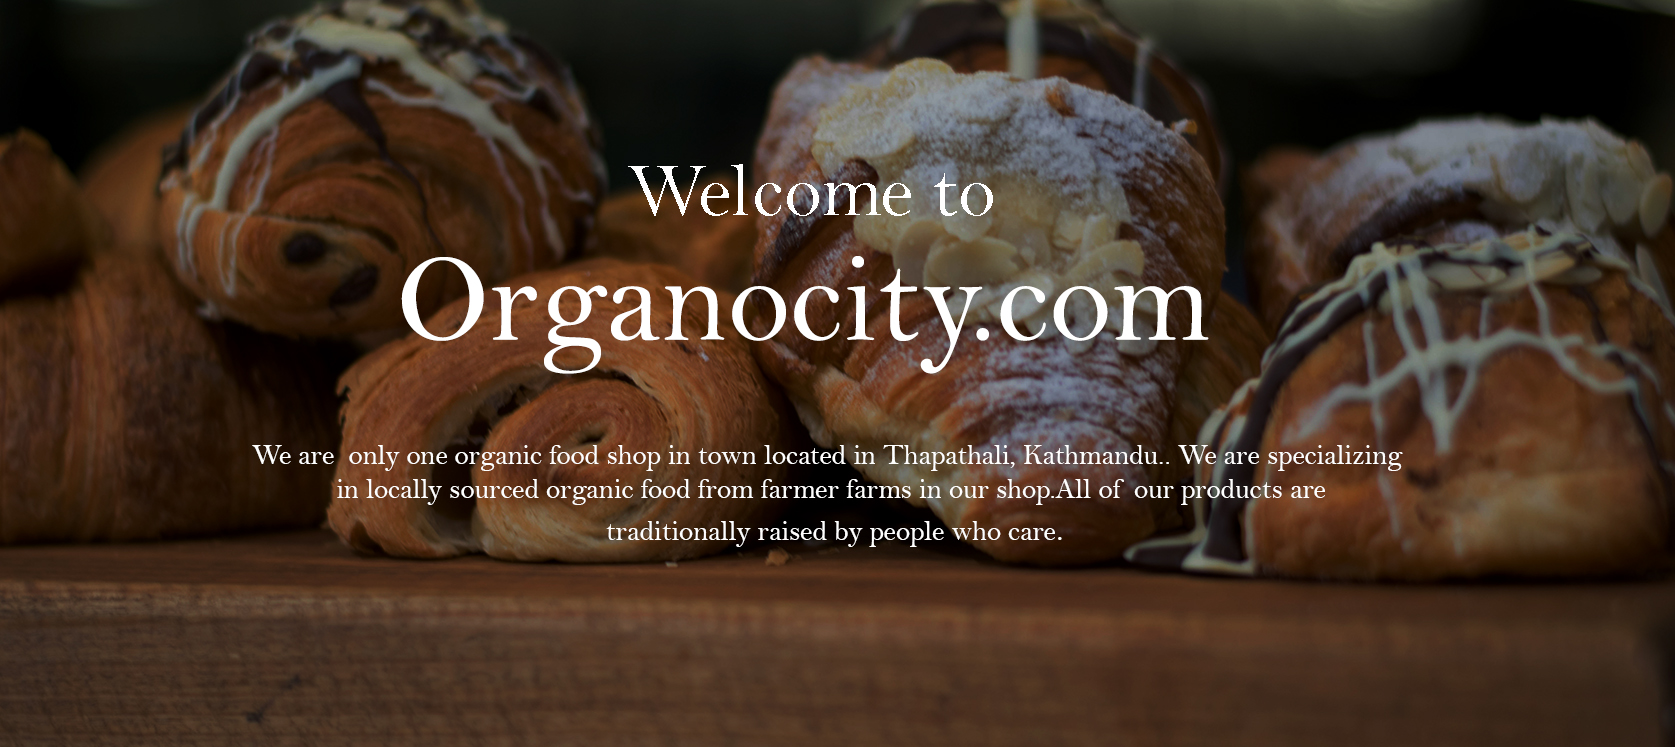 Welcome to
Organocity.com
We are only one organic food shop in town located in Thapathali, Kathmandu.. We are specializing
in locally sourced organic food from farmer farms in our shop.All of our products are
traditionally raised by people who care.